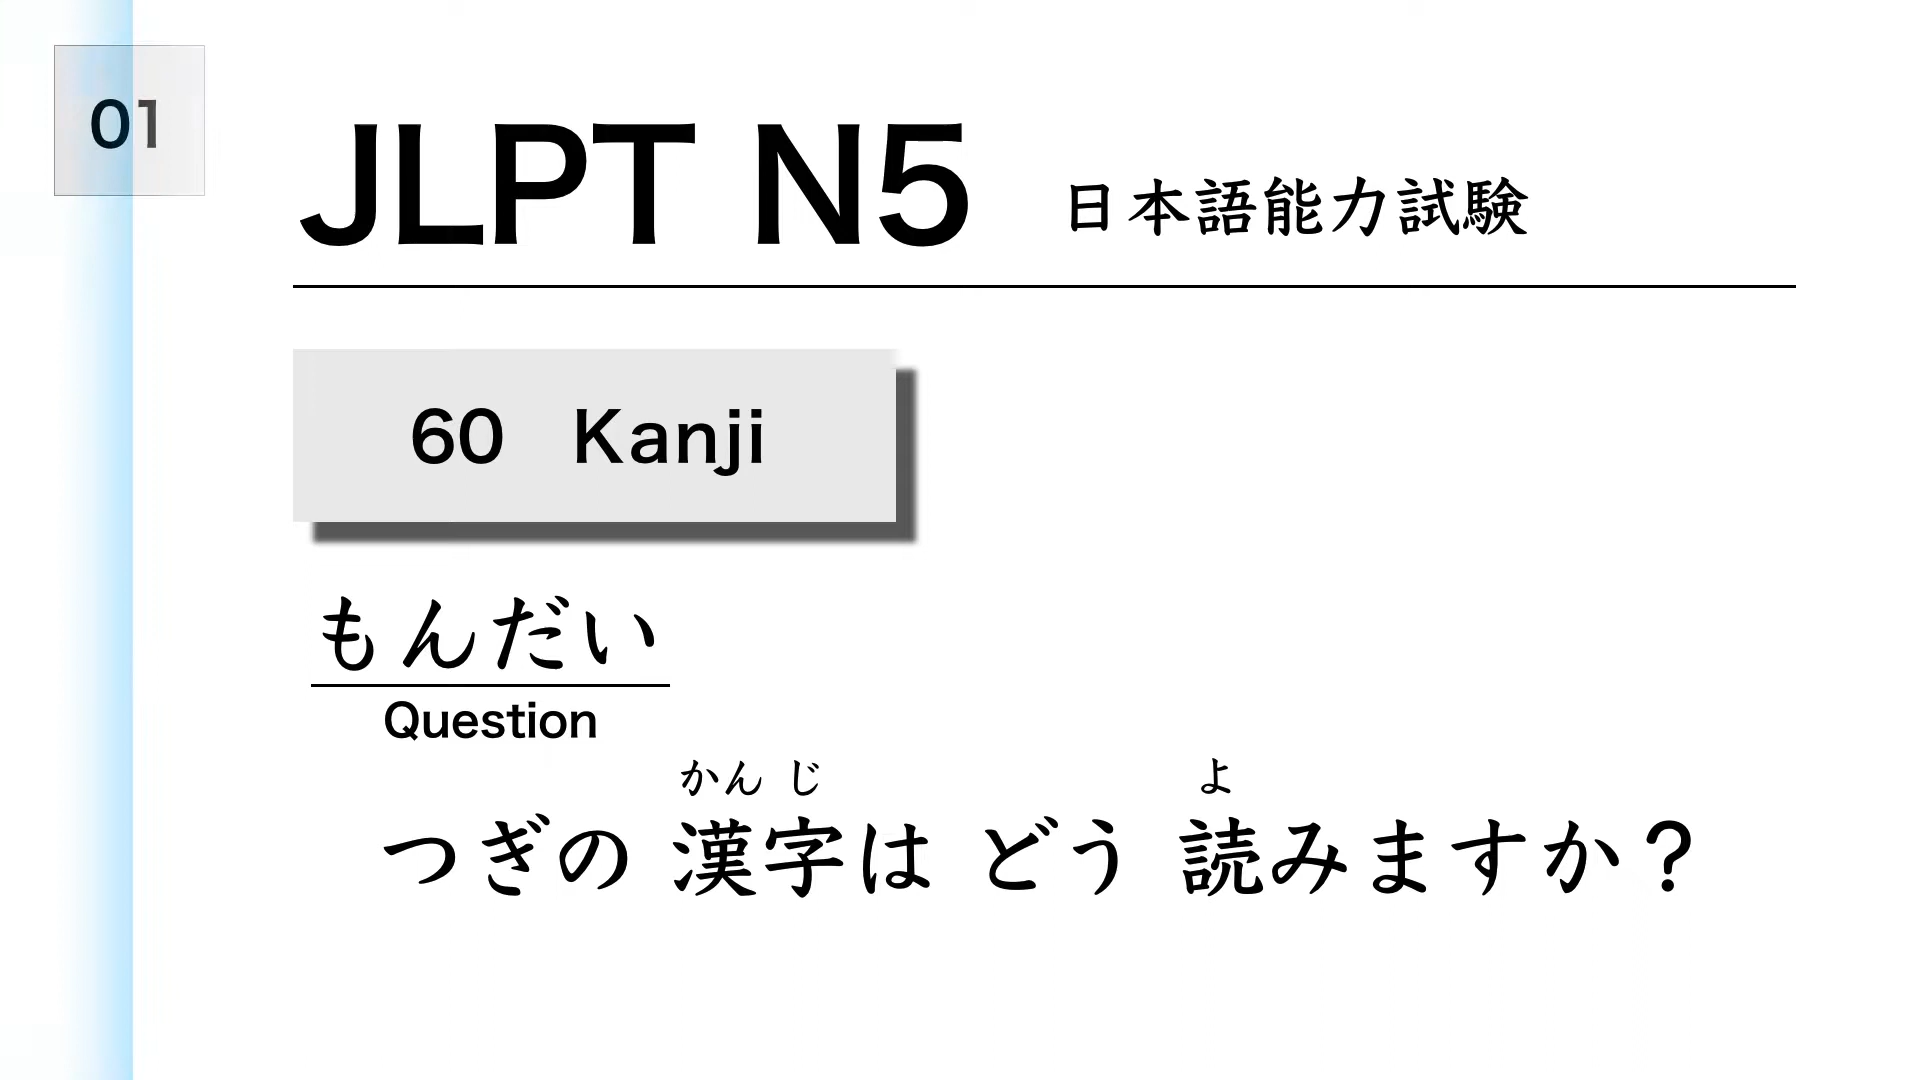 01
JLPT N5 日本語能力試験
60 Kanji
もんだい
Question
かん じ よ
つぎの 漢字は どう 読みますか？